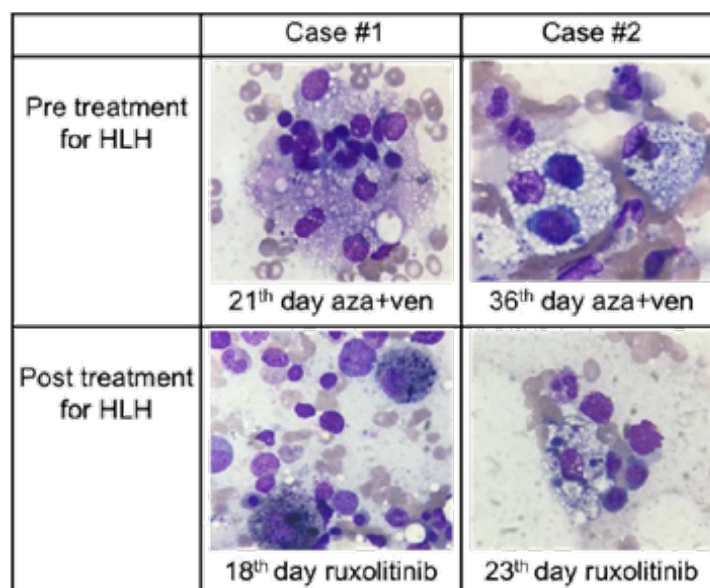 Case #1
Case #2
Pre treatment
for HLH
21th day aza+ven
36th day aza+ven
Post treatment
for HLH
18th day ruxolitinib
23th day ruxolitinib